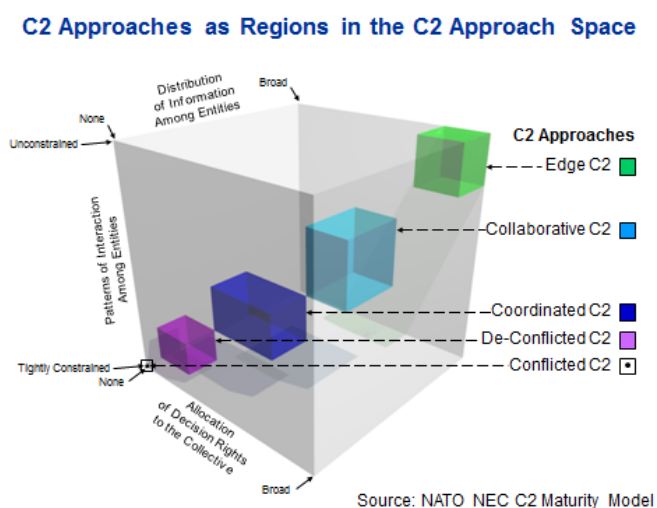 C2 Approaches as Regions in the C2 Approach Space
Distribution
of Information
Among Entities
Broad
None
Unconstrained
C2 Approaches
Edge C2
Collaborative C2
Patterns of Interaction
Among Entities
Coordinated C2
De-Conflicted C2
Conflicted C2
Tightly Constrained
None
Allocation
of Decision Rights
to the Collective
Broad
Source: NATO NEC C2 Maturity Model